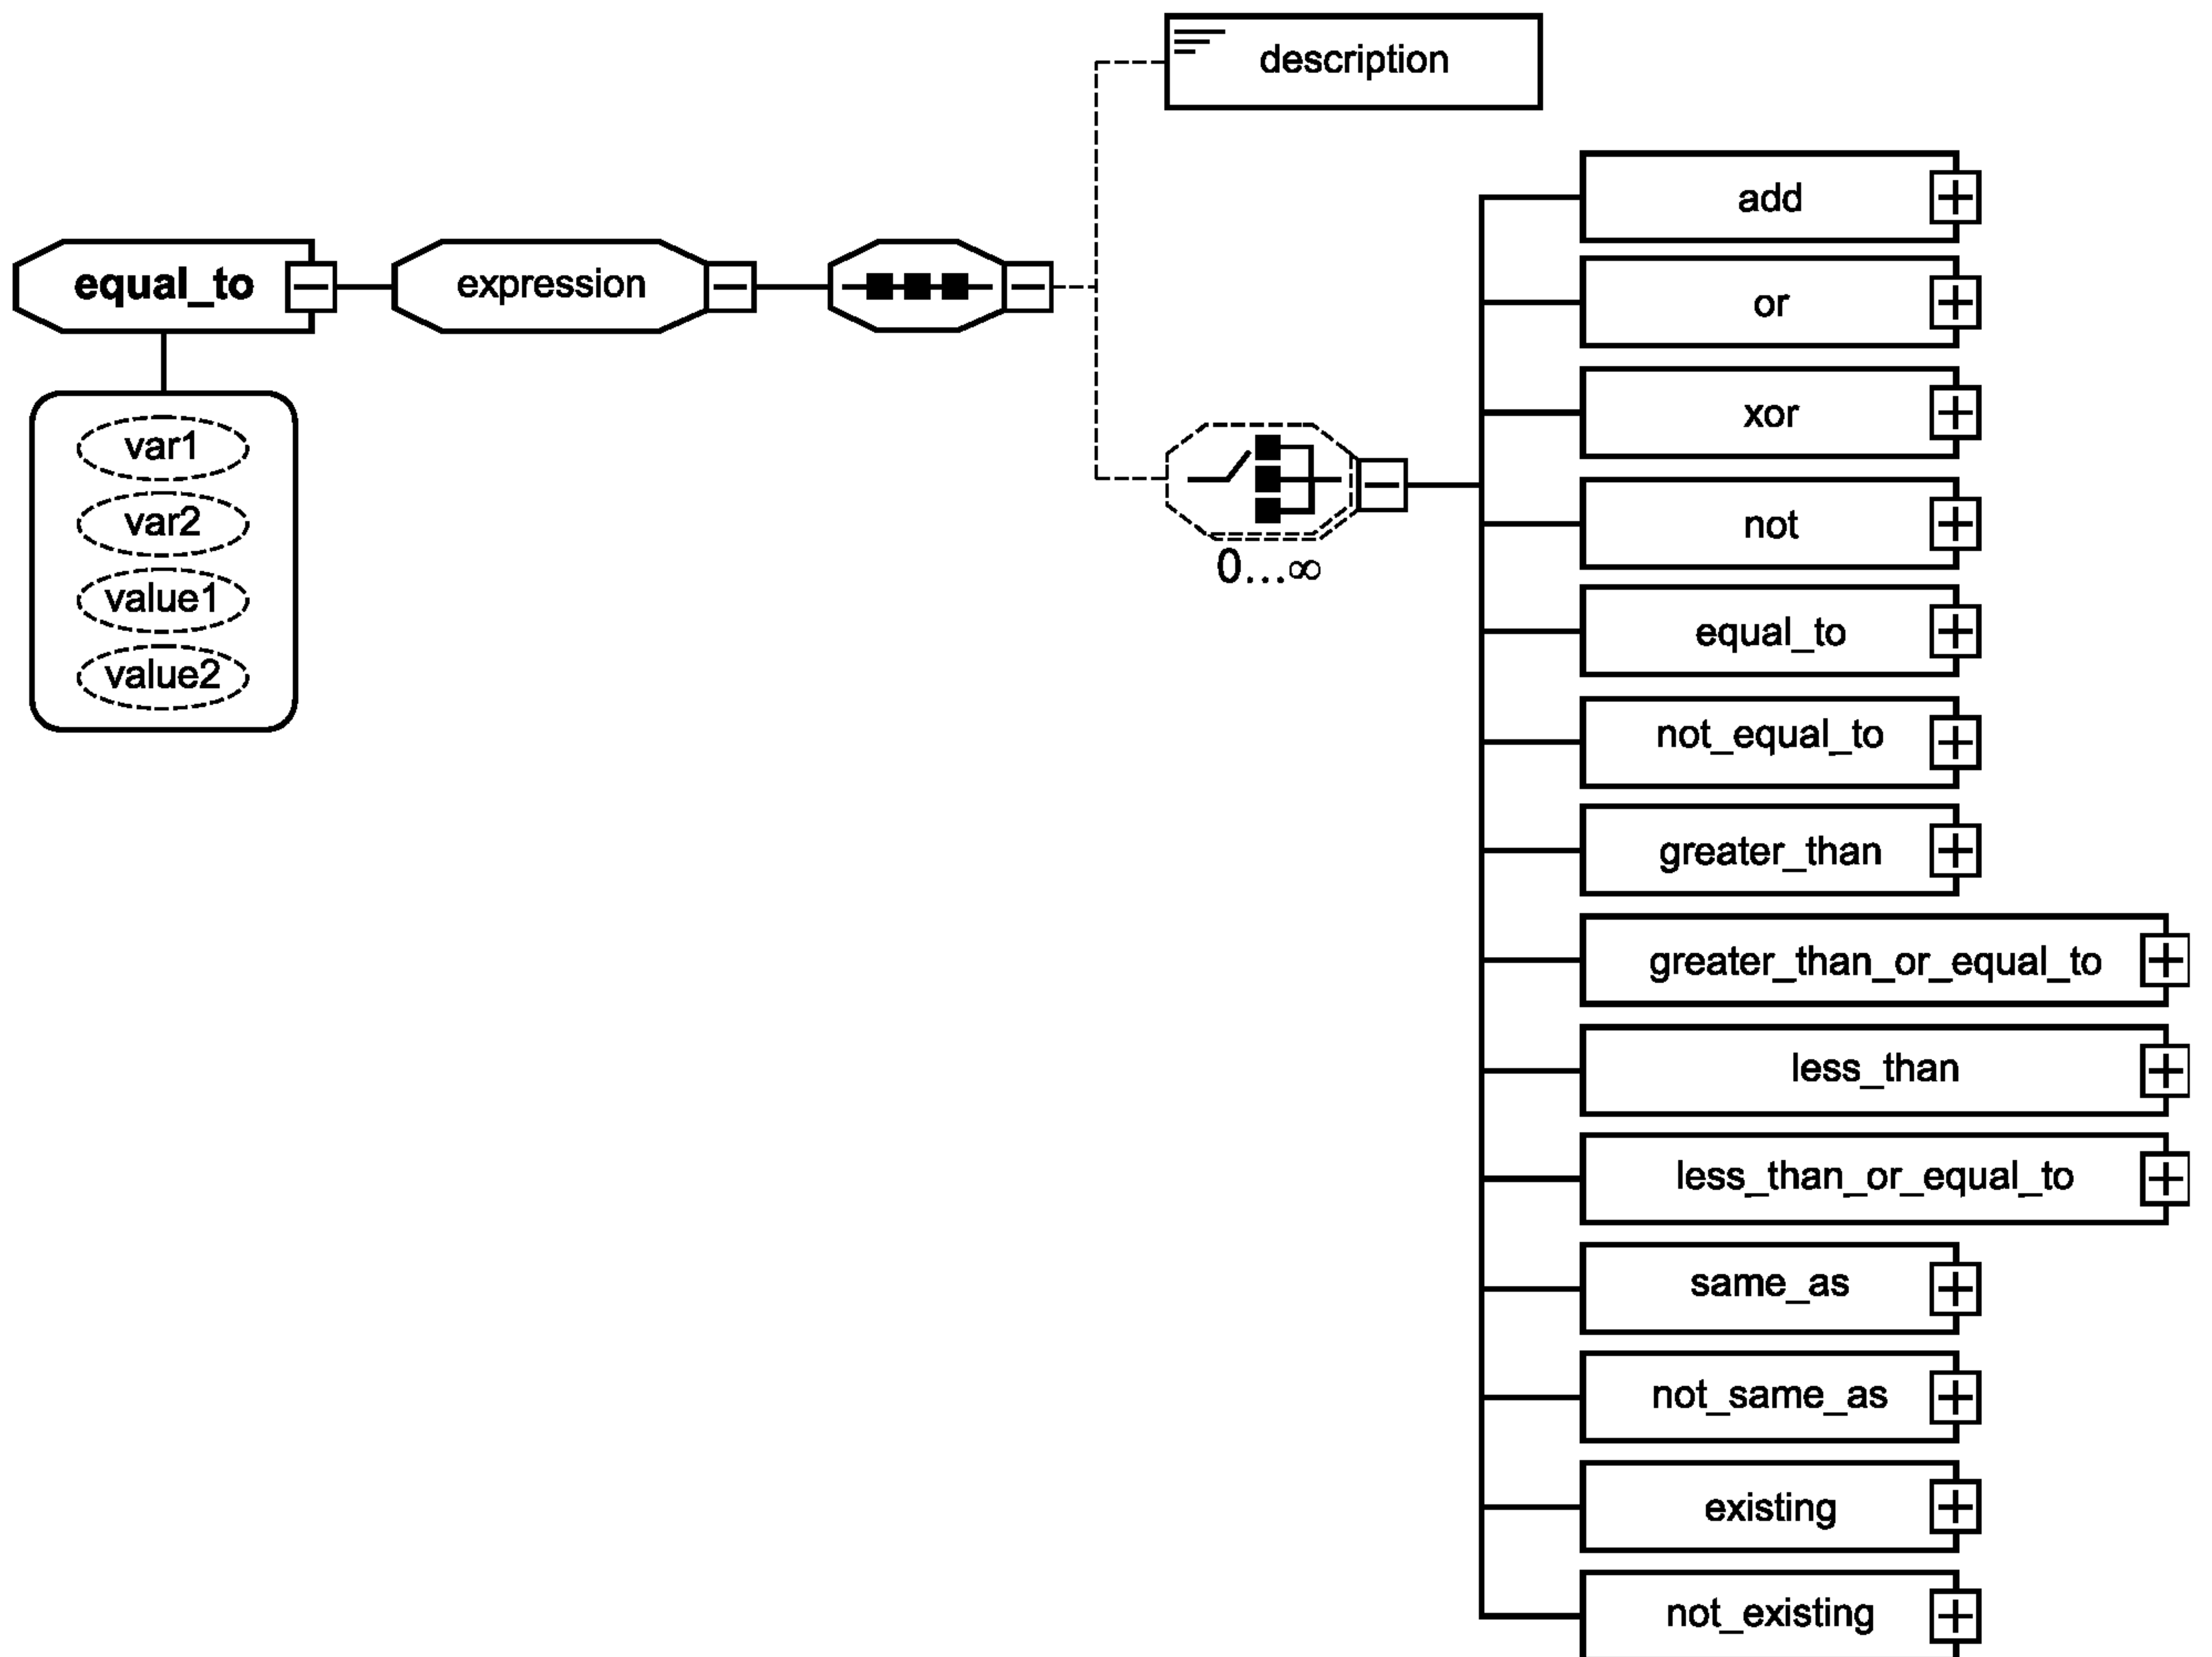 description
add
equal_to
expression
or
xor
var1
var2
value1
value2
0...∞
not
equal_to
not_equal_to
greater_than
greater_than_or_equal_to
less_than
less_than_or_equal_to
same_as
not_same_as
existing
not_existing